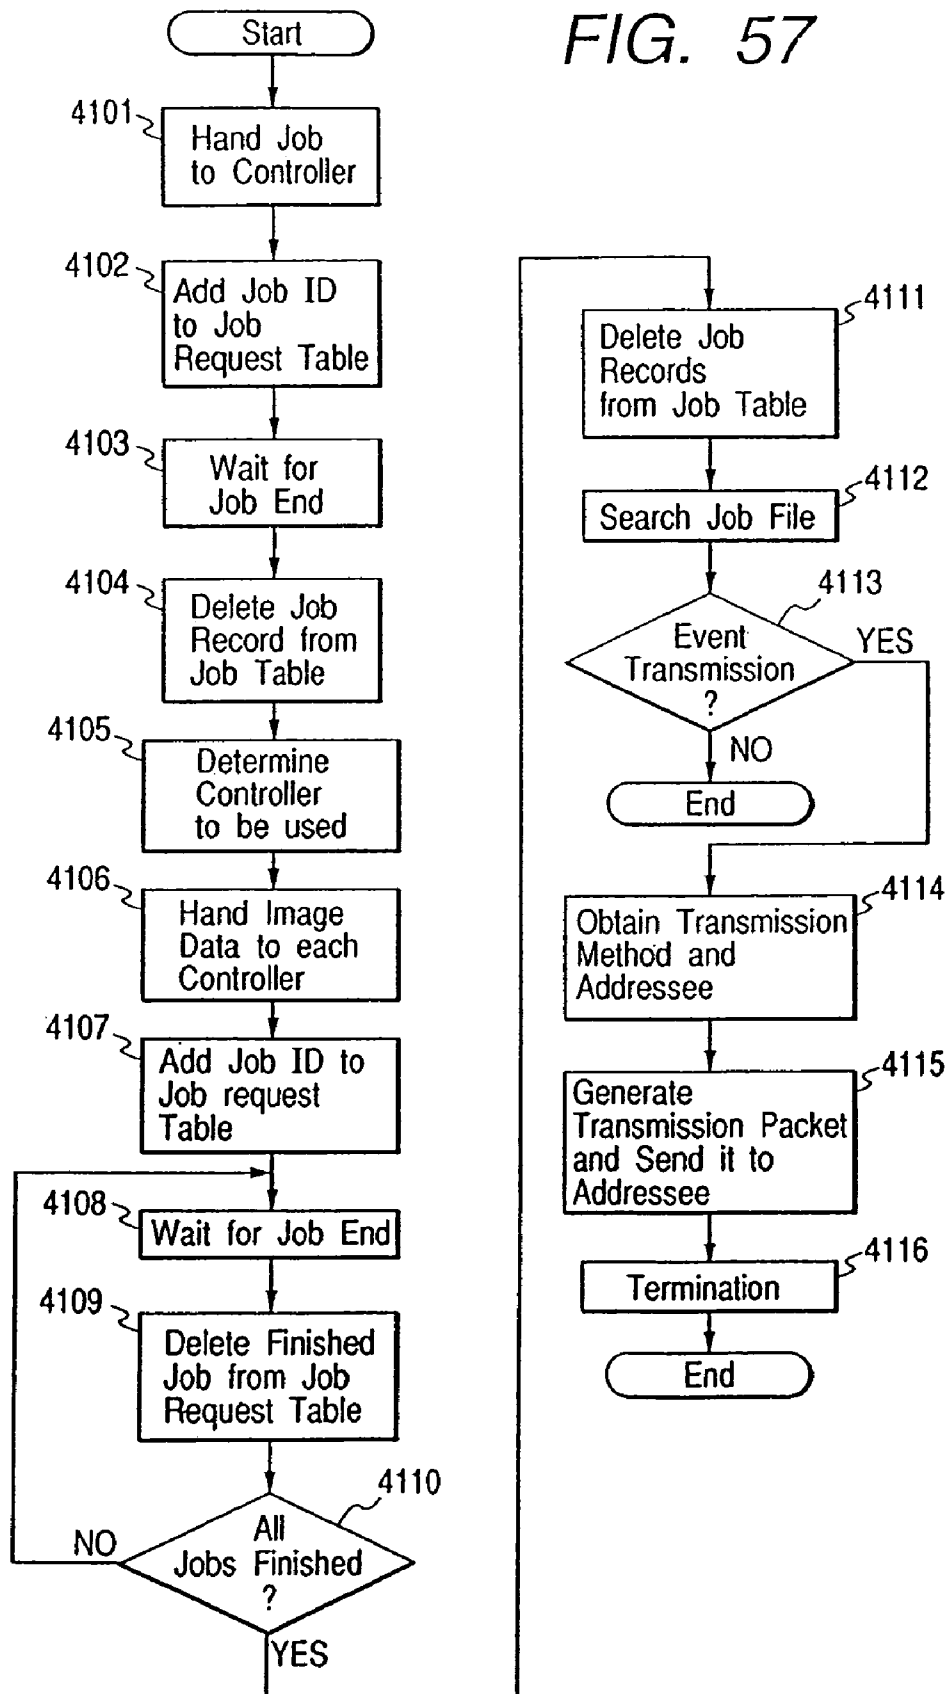 FIG. 57
Start
4101
Hand Job
to Controller
4102
Add Job ID
to Job
Request Table
4103
Wait for
Job End
4104
Delete Job
Record from
Job Table
4105
Determine
Controller
to be used
4106
Hand Image
Data to each
Controller
4107
Add Job ID to
Job request
Table
4108
Wait for Job End
4109
Delete Finished
Job from Job
Request Table
4110
All
Jobs Finished
?
NO
YES
4111
Delete Job
Records
from Job Table
4112
Search Job File
4113
Event
Transmission
?
YES
NO
End
4114
Obtain Transmission
Method and
Addressee
4115
Generate
Transmission Packet
and Send it to
Addressee
4116
Termination
End